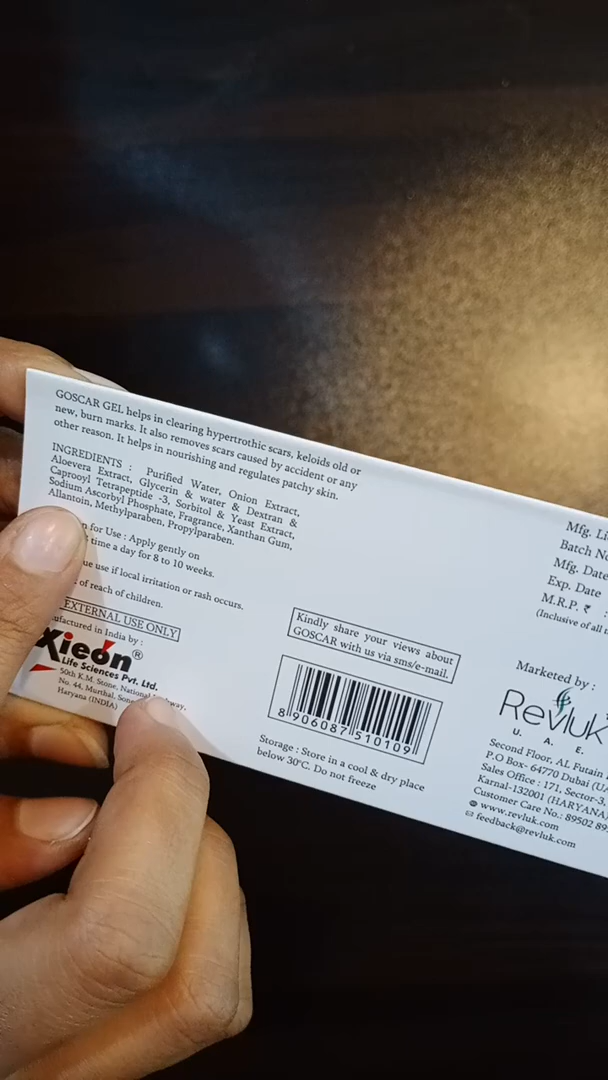 GOSCAR GEL helps in clearing hypertrothic scars, keloids old or
new, burn marks. It also removes scars caused by accident or any
other reason. It helps in nourishing and regulates patchy skin.
INGREDIENTS : Purified Water, Onion Extract,
Aloevera Extract, Glycerin & water & Dextran &
Caprooyl Tetrapeptide -3, Sorbitol & Yeast Extract,
Sodium Ascorbyl Phosphate, Fragrance, Xanthan Gum,
Allantoin, Methylparaben, Propylparaben.
for Use : Apply gently on
time a day for 8 to 10 weeks.
use if local irritation or rash occurs.
of reach of children.
EXTERNAL USE ONLY
in India by :
Xieon®
Life Sciences Pvt. Ltd.
50th K.M. Stone, National
No. 44, Murthal,
Haryana (INDIA)
Kindly share your views about
GOSCAR with us via sms/e-mail.
8 906087 510109
Storage : Store in a cool & dry place
below 30°C. Do not freeze
Mfg.
Batch
Mfg. Date
Exp. Date
M.R.P. ₹ :
(Inclusive of all
Marketed by :
Revluk
U. A. E.
Second Floor, AL Futain
P.O Box- 64770 Dubai
Sales Office : 171, Sector-3,
Karnal-132001 (HARYANA)
Customer Care No.: 89502
www.revluk.com
feedback@revluk.com